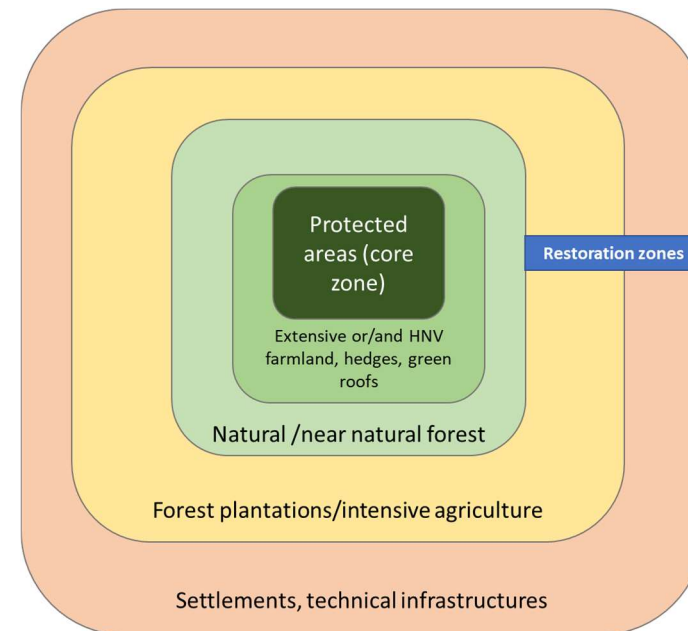 Protected
areas (core
zone)
Restoration zones
Extensive or/and HNV
farmland, hedges, green
roofs
Natural /near natural forest
Forest plantations/intensive agriculture
Settlements, technical infrastructures